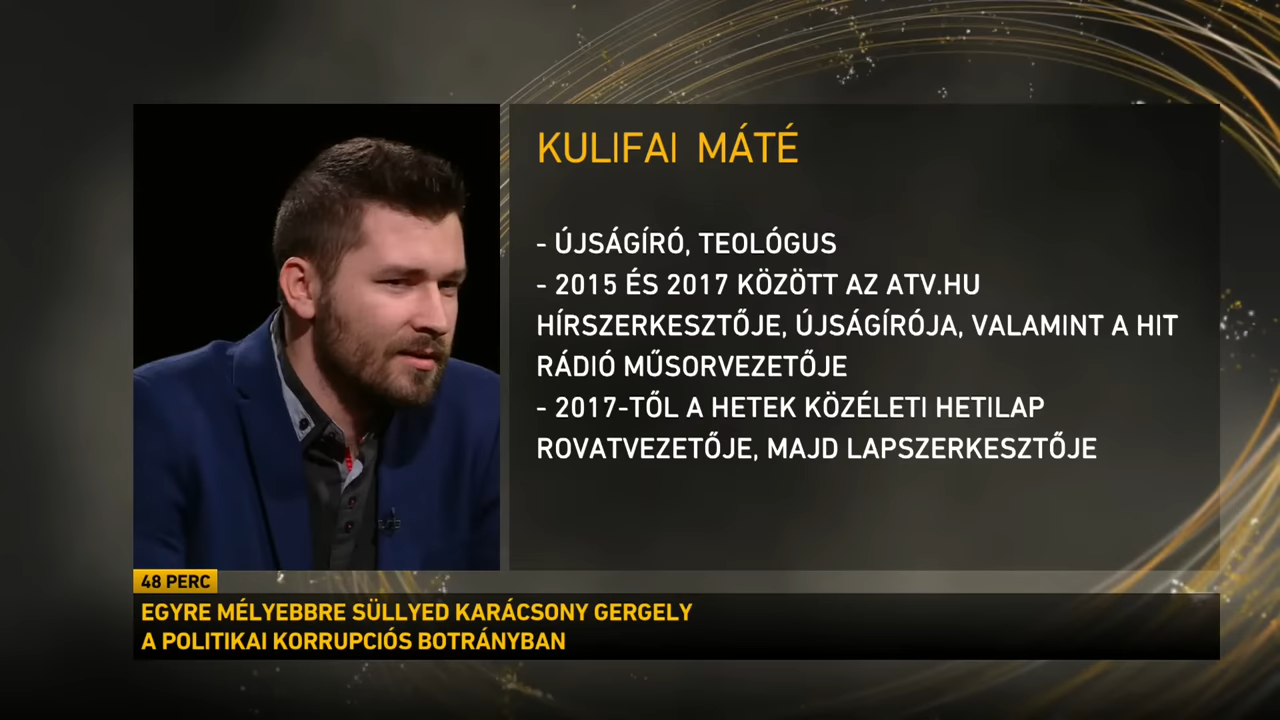 KULIFAI MÁTÉ
- ÚJSÁGÍRÓ, TEOLÓGUS
- 2015 ÉS 2017 KÖZÖTT AZ ATV.HU
HÍRSZERKESZTŐJE, ÚJSÁGÍRÓJA, VALAMINT A HIT
RÁDIÓ MŰSORVEZETŐJE
- 2017-TŐL A HETEK KÖZÉLETI HETILAP
ROVATVEZETŐJE, MAJD LAPSZERKESZTŐJE
48 PERC
EGYRE MÉLYEBBRE SÜLLYED KARÁCSONY GERGELY
A POLITIKAI KORRUPCIÓS BOTRÁNYBAN